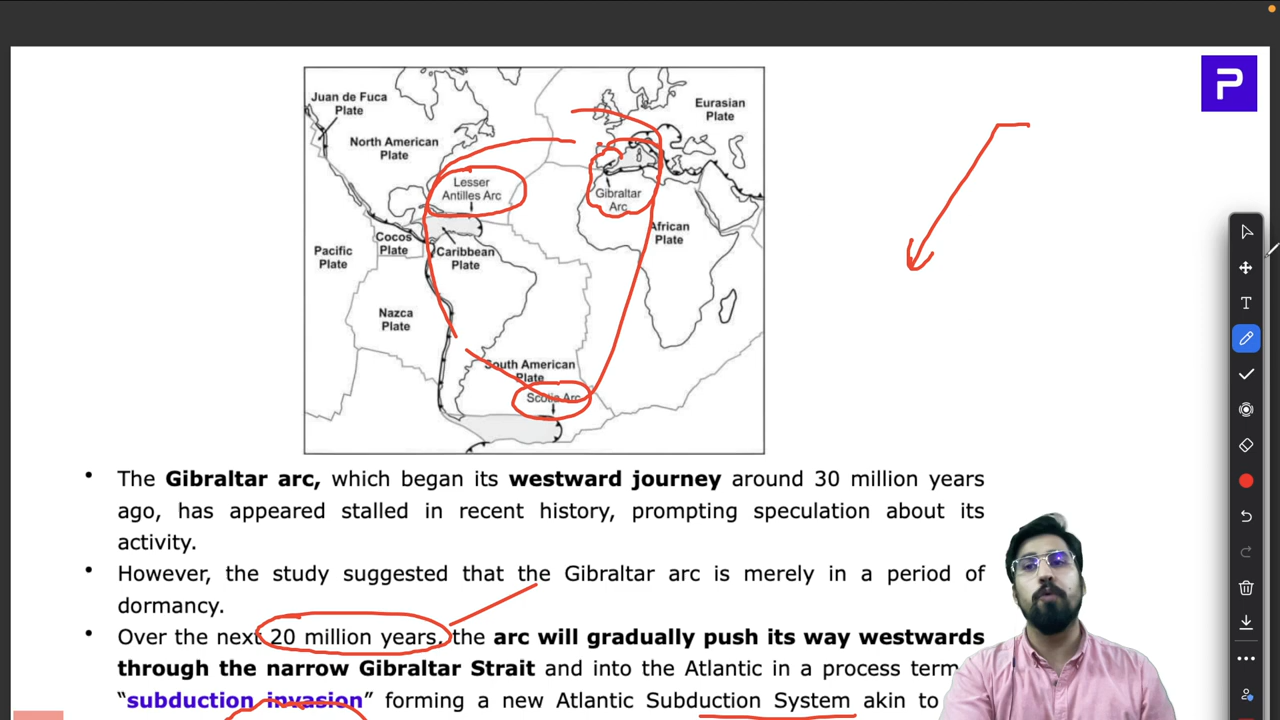 P
Juan de Fuca
Plate
North American
Plate
Eurasian
Plate
Lesser
Antilles Arc
Gibraltar
Arc
African
Plate
Pacific
Plate
Cocos
Plate
Caribbean
Plate
Nazca
Plate
South American
Plate
Scotia Arc
• The Gibraltar arc, which began its westward journey around 30 million years
ago, has appeared stalled in recent history, prompting speculation about its
activity.
• However, the study suggested that the Gibraltar arc is merely in a period of
dormancy.
• Over the next 20 million years, the arc will gradually push its way westwards
through the narrow Gibraltar Strait and into the Atlantic in a process
“subduction invasion” forming a new Atlantic Subduction System akin to
T